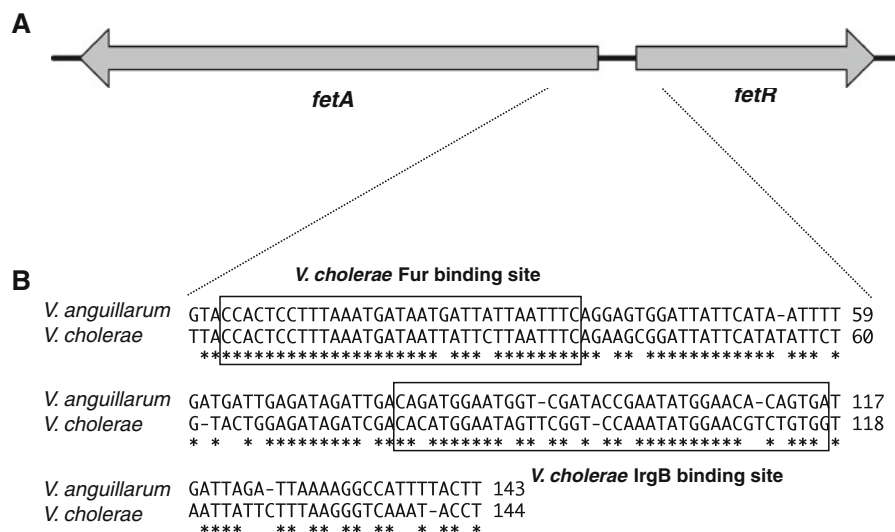 A
fetA
fetR
B
V. cholerae Fur binding site
V. anguillarum GTACCACTCCTTTAAATGATAATGATTATTAATTTCAGGAGTGGATTATTCATA-ATTTT 59
V. cholerae TTACCACTCCTTTAAATGATAATTATTCTTAATTTCAGAAGCGGATTATTCATATATTCT 60
** ********************* *** ********** ** *************** *** *
V. anguillarum GATGATTGAGATAGATTGACAGATGGAATGGT-CGATACCGAATATGGAACA-CAGTGAT 117
V. cholerae G-TACTGGAGATAGATCGACACATGGAATAGTTCGGT-CCAAATATGGAACGTCTGTGGT 118
* * * ********* **** ******* ** ** * ** ********** * *** *
V. cholerae IrgB binding site
V. anguillarum GATTAGA-TTAAAAGGCCATTTTACTT 143
V. cholerae AATTATTCTTTAAGGGTCAAAT-ACCT 144
**** ** ** ** ** * ** *